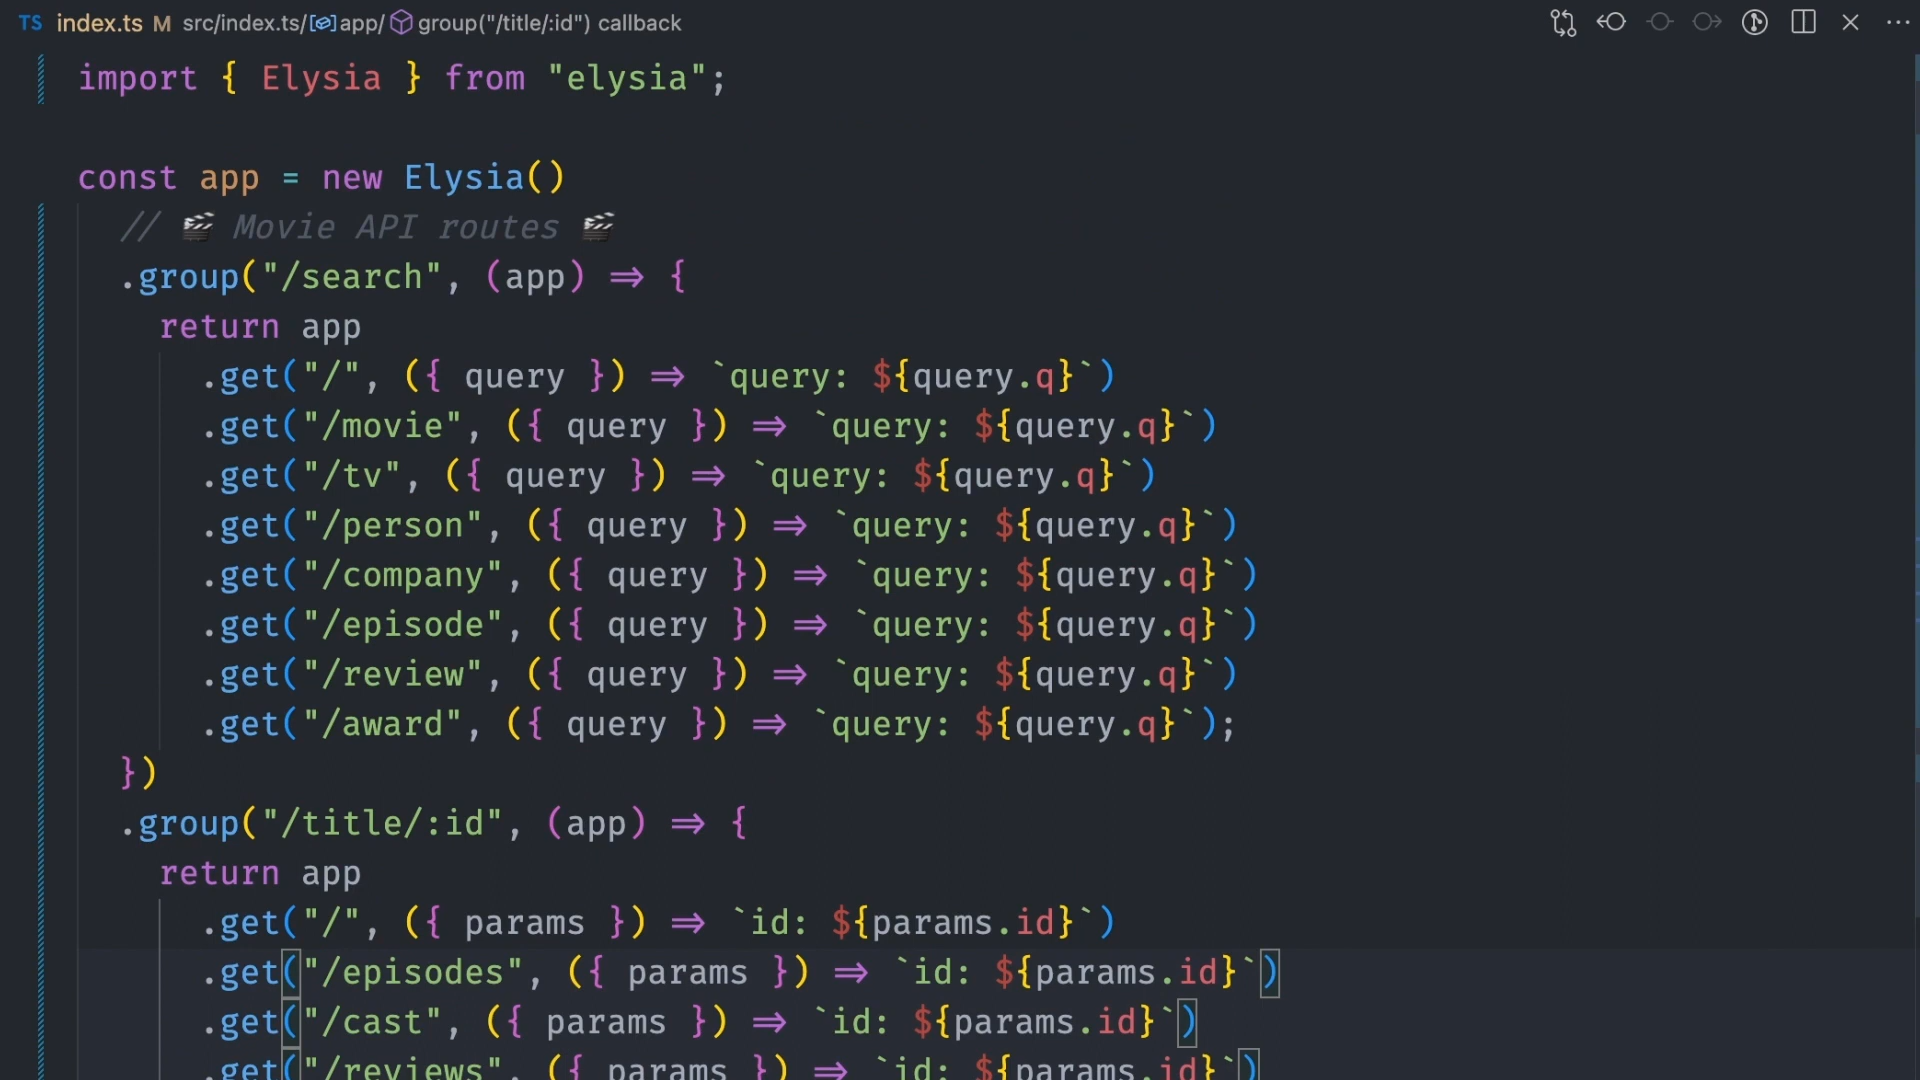 TS index.ts M src/index.ts/app/group("/title/:id") callback
import { Elysia } from "elysia";
const app = new Elysia()
// 🎬 Movie API routes 🎬
.group("/search", (app) => {
return app
.get("/", ({ query }) => `query: ${query.q}`)
.get("/movie", ({ query }) => `query: ${query.q}`)
.get("/tv", ({ query }) => `query: ${query.q}`)
.get("/person", ({ query }) => `query: ${query.q}`)
.get("/company", ({ query }) => `query: ${query.q}`)
.get("/episode", ({ query }) => `query: ${query.q}`)
.get("/review", ({ query }) => `query: ${query.q}`)
.get("/award", ({ query }) => `query: ${query.q}`);
})
.group("/title/:id", (app) => {
return app
.get("/", ({ params }) => `id: ${params.id}`)
.get("/episodes", ({ params }) => `id: ${params.id}`)
.get("/cast", ({ params }) => `id: ${params.id}`)
.get("/reviews", ({ params }) => `id: ${params.id}`)